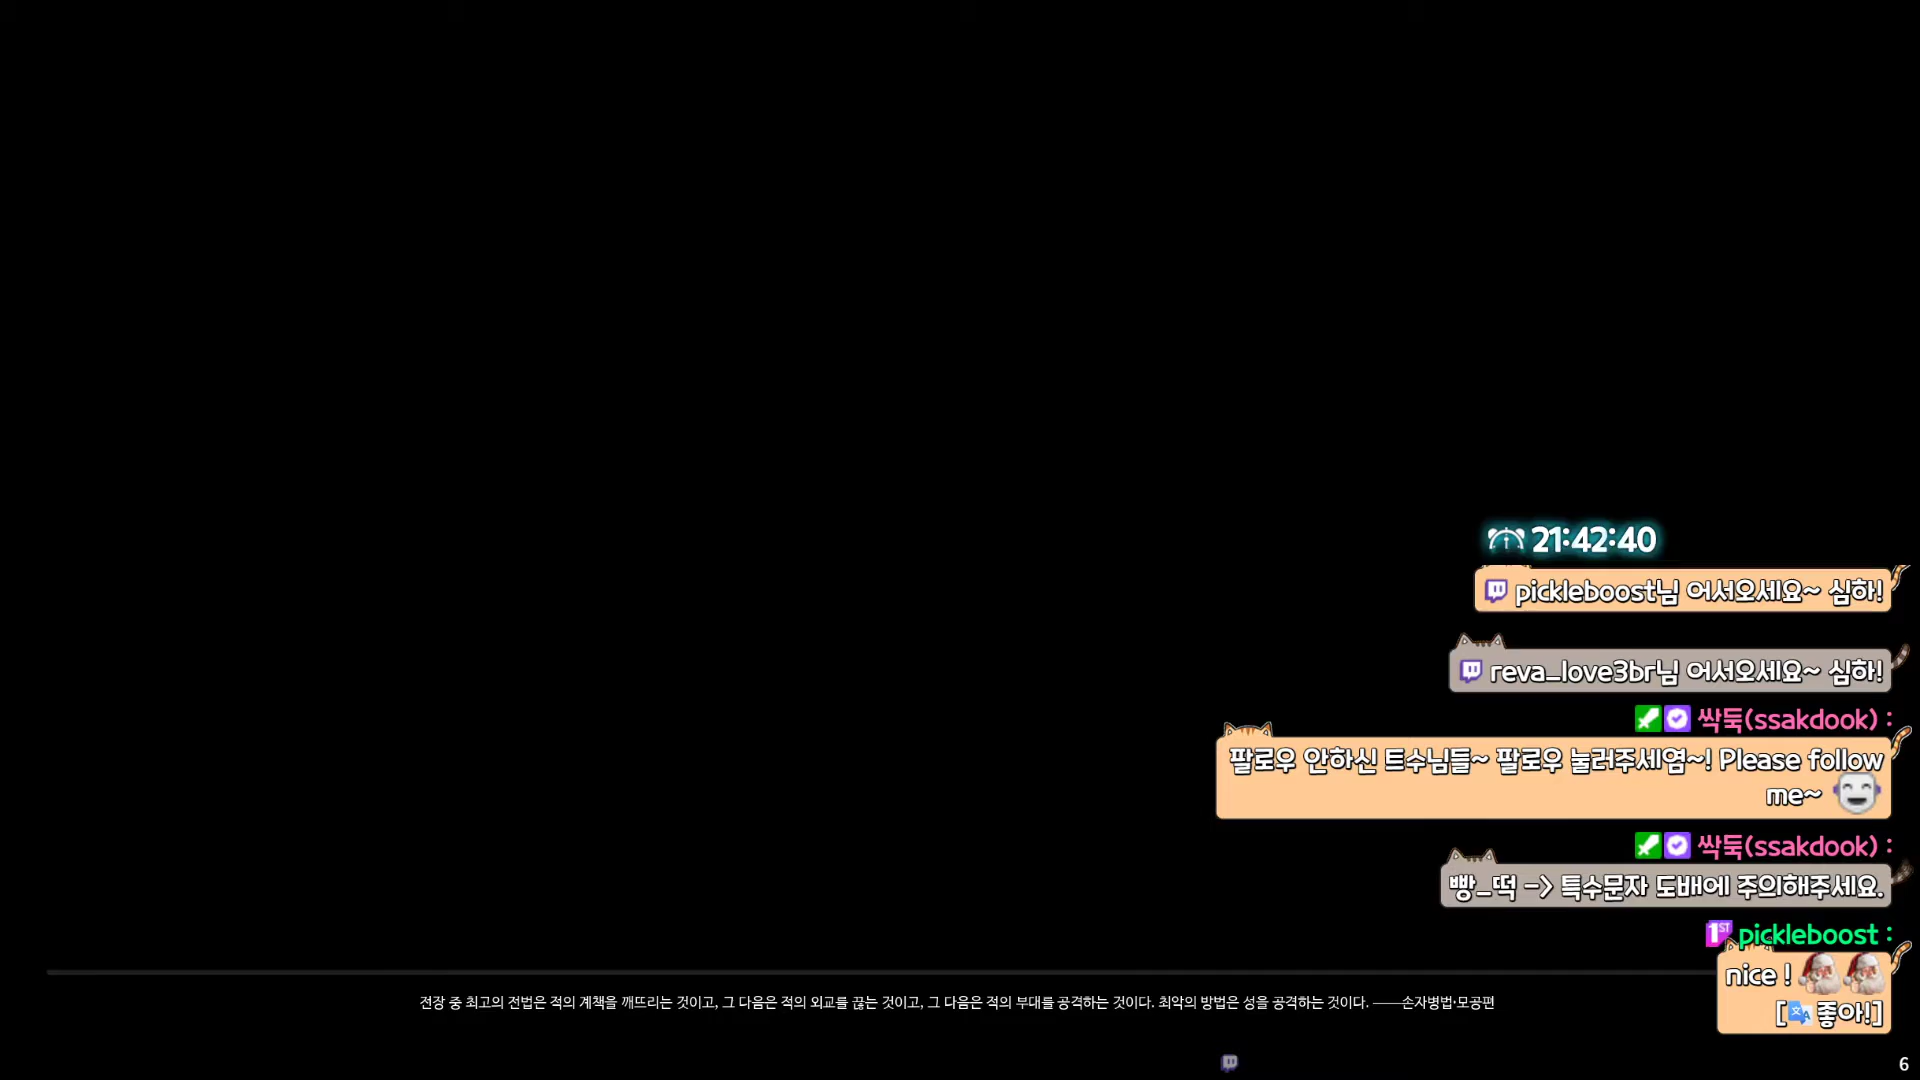 21:42:40
pickleboost님 어서오세요~ 심하!
reva_love3br님 어서오세요~ 심하!
싹둑(ssakdook) :
팔로우 안하신 트수님들~ 팔로우 눌러주세염~! Please follow
me~
싹둑(ssakdook) :
빵_떡 -> 특수문자 도배에 주의해주세요.
1ST pickleboost :
nice !
[좋아!]
전장 중 최고의 전법은 적의 계책을 깨뜨리는 것이고, 그 다음은 적의 외교를 끊는 것이고, 그 다음은 적의 부대를 공격하는 것이다. 최악의 방법은 성을 공격하는 것이다. ──손자병법·모공편
6